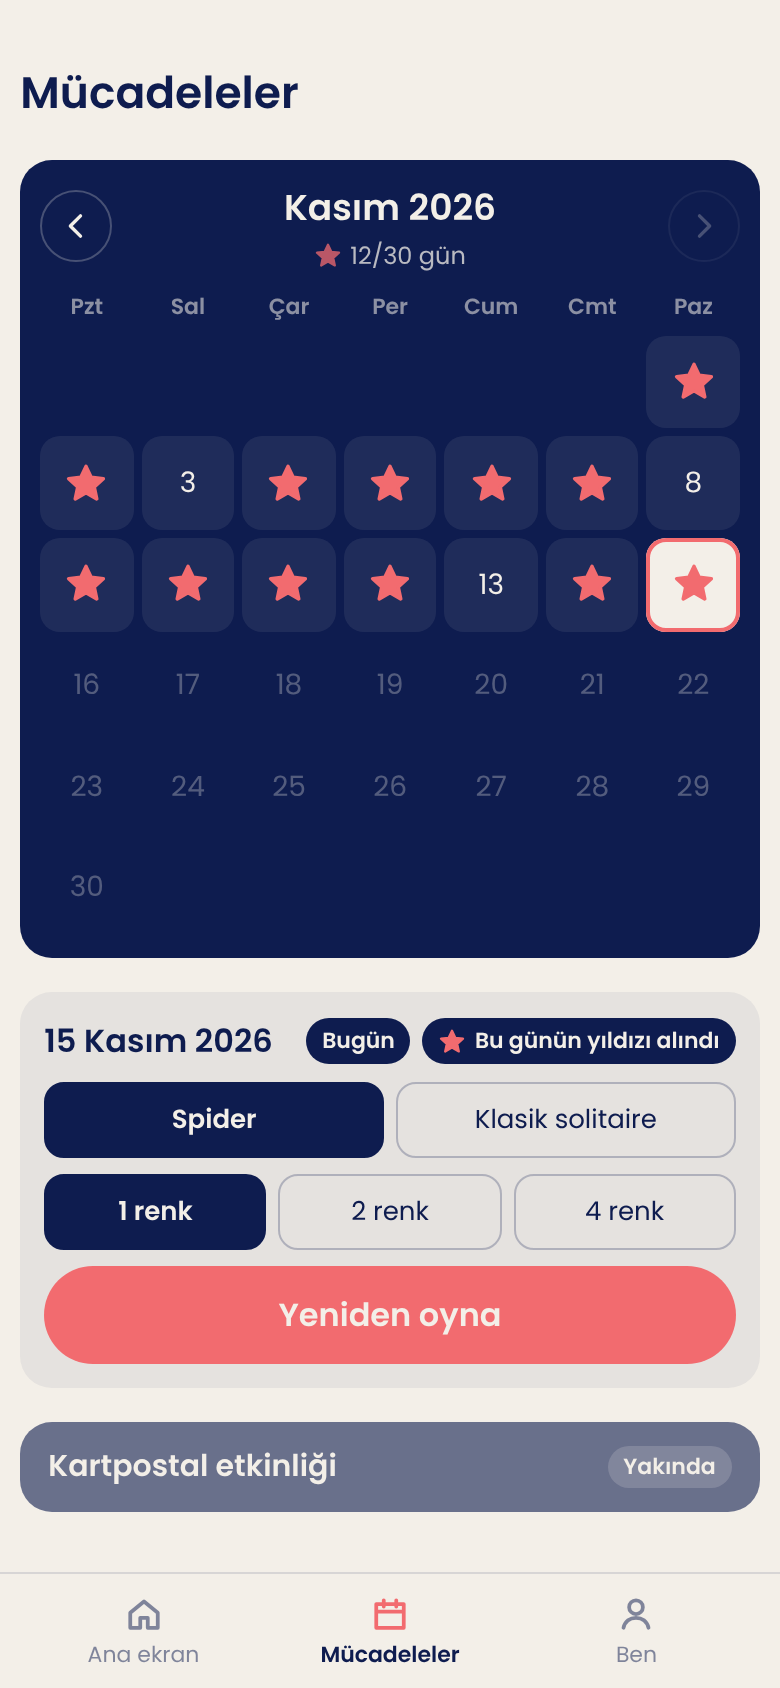 Mücadeleler
Kasım 2026
12/30 gün
Pzt Sal Çar Per Cum Cmt Paz
3 8
13
16 17 18 19 20 21 22
23 24 25 26 27 28 29
30
15 Kasım 2026 Bugün Bu günün yıldızı alındı
Spider Klasik solitaire
1 renk 2 renk 4 renk
Yeniden oyna
Kartpostal etkinliği Yakında
Ana ekran Mücadeleler Ben